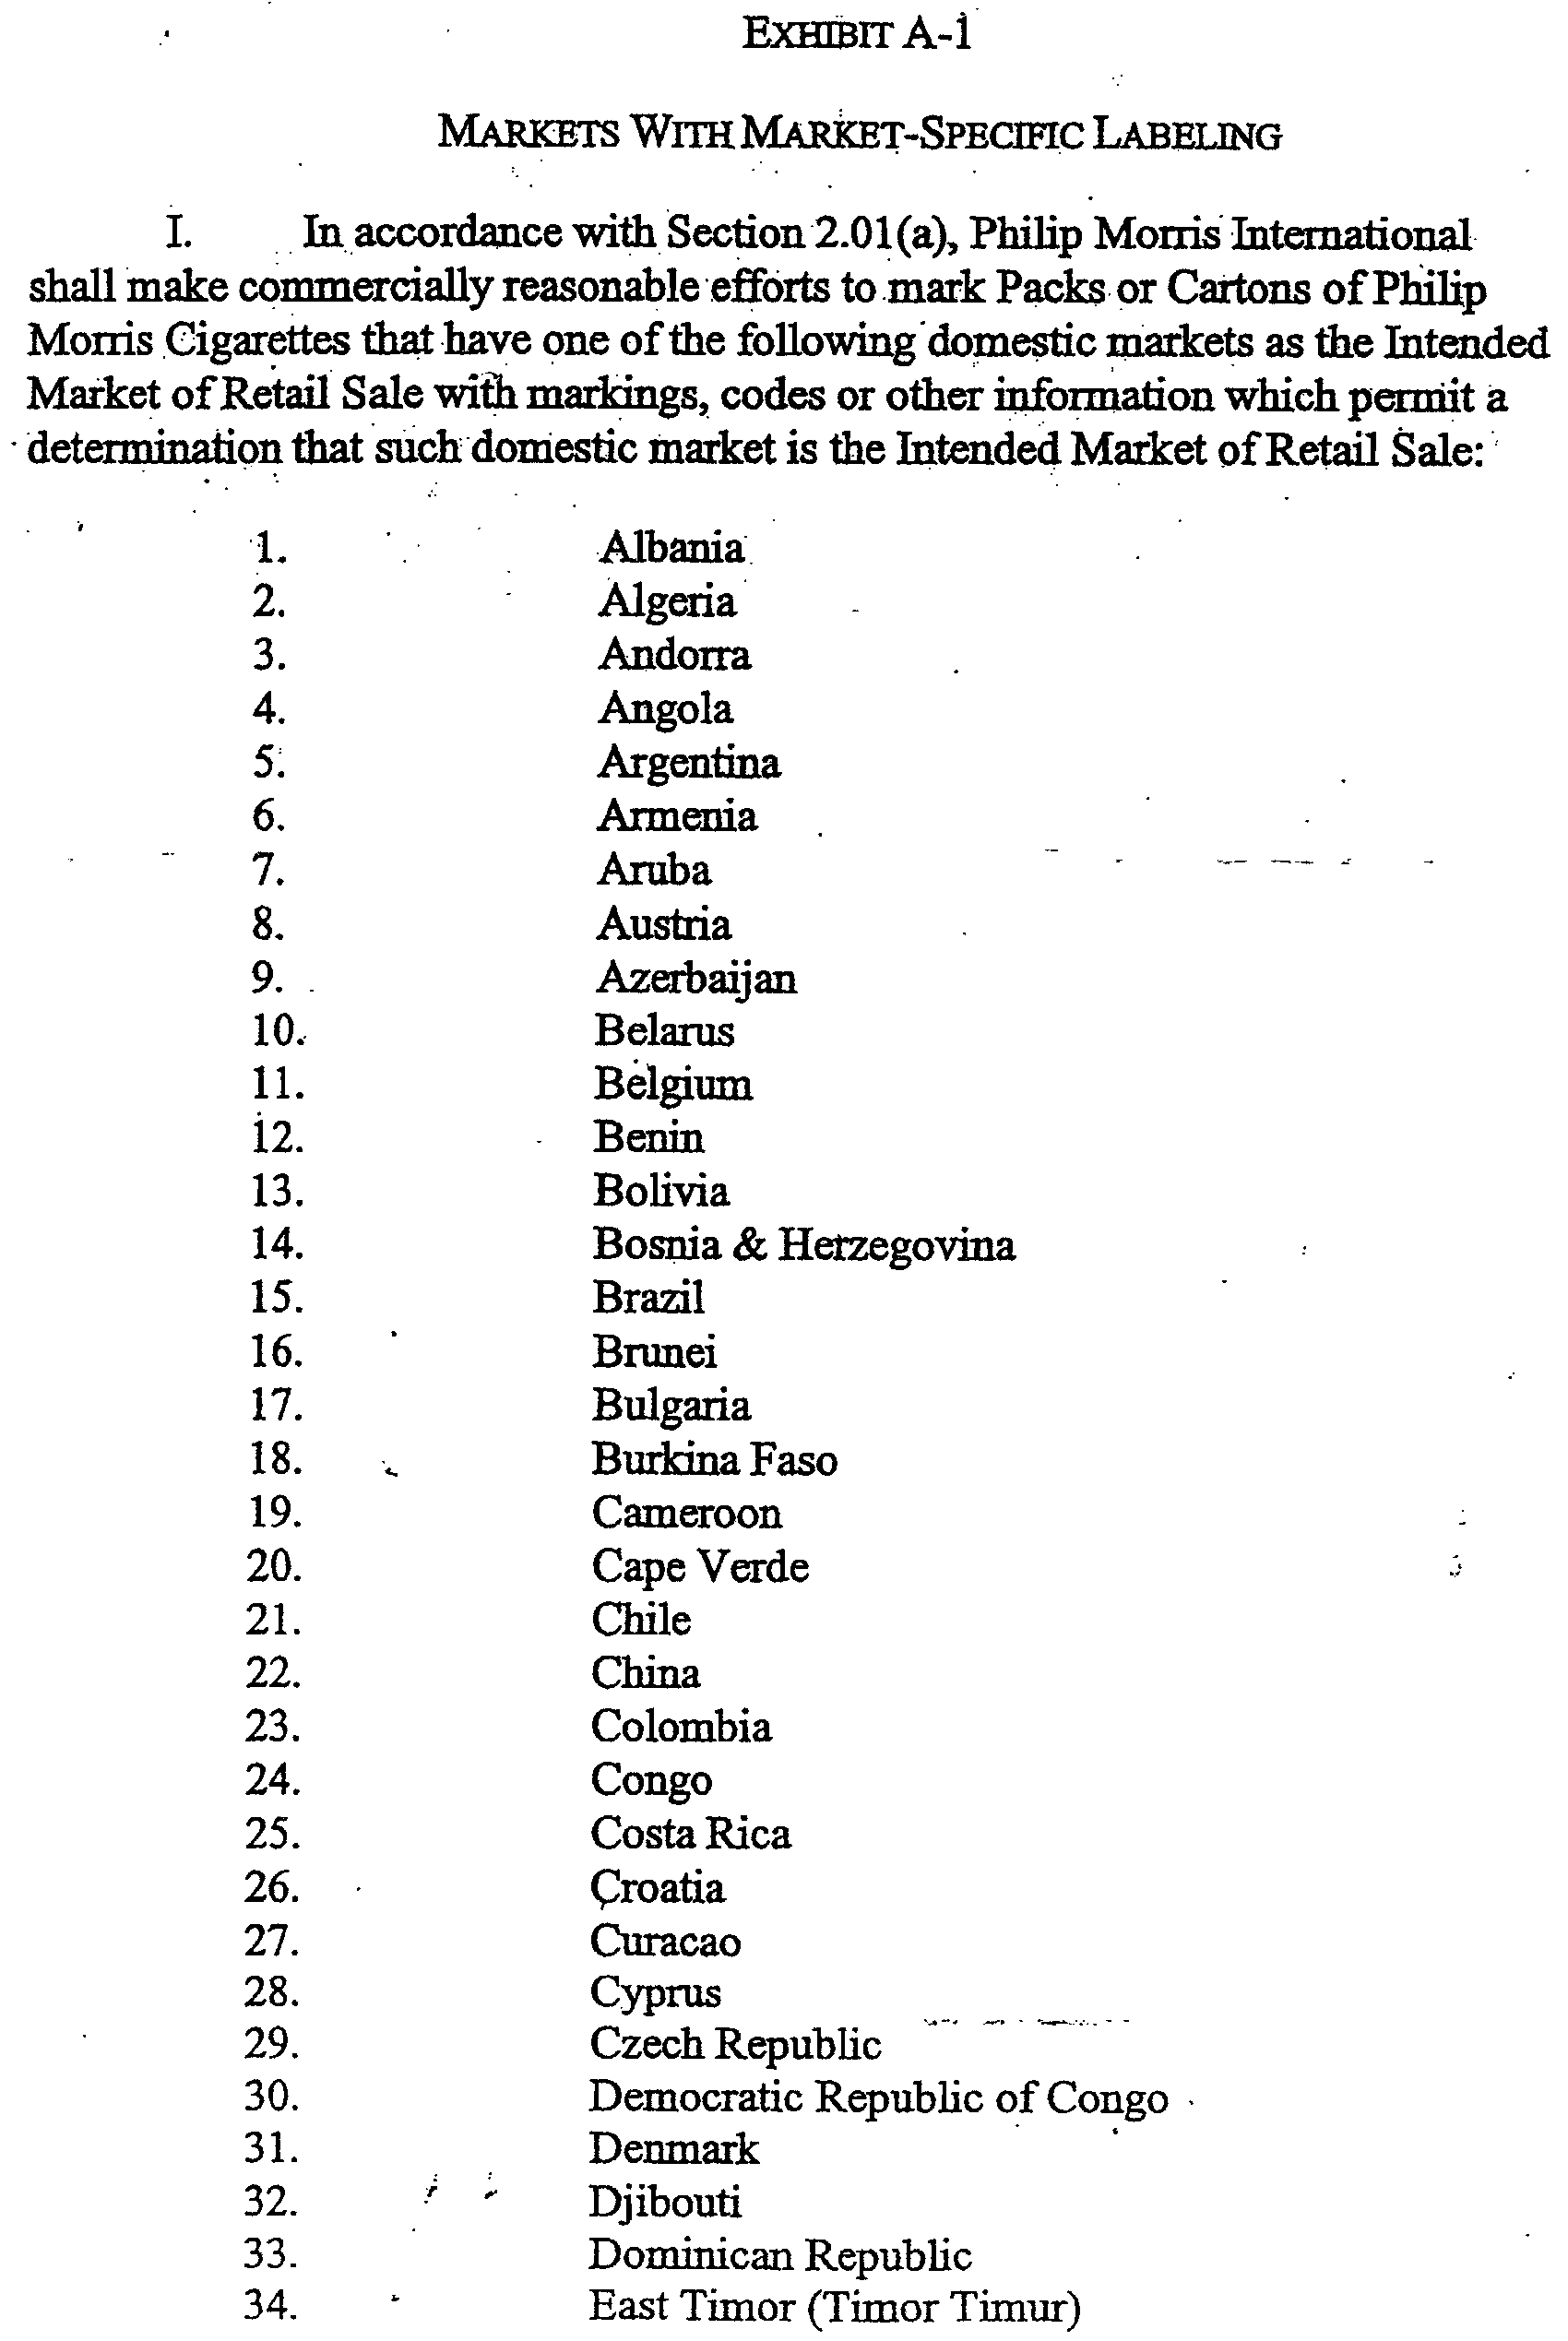 EXHIBIT A-1
MARKETS WITH MARKET-SPECIFIC LABELING
I. In accordance with Section 2.01(a), Philip Morris International
shall make commercially reasonable efforts to mark Packs or Cartons of Philip
Morris Cigarettes that have one of the following domestic markets as the Intended
Market of Retail Sale with markings, codes or other information which permit a
determination that such domestic market is the Intended Market of Retail Sale:
1. Albania
2. Algeria
3. Andorra
4. Angola
5. Argentina
6. Armenia
7. Aruba
8. Austria
9. Azerbaijan
10. Belarus
11. Belgium
12. Benin
13. Bolivia
14. Bosnia & Herzegovina
15. Brazil
16. Brunei
17. Bulgaria
18. Burkina Faso
19. Cameroon
20. Cape Verde
21. Chile
22. China
23. Colombia
24. Congo
25. Costa Rica
26. Croatia
27. Curacao
28. Cyprus
29. Czech Republic
30. Democratic Republic of Congo
31. Denmark
32. Djibouti
33. Dominican Republic
34. East Timor (Timor Timur)